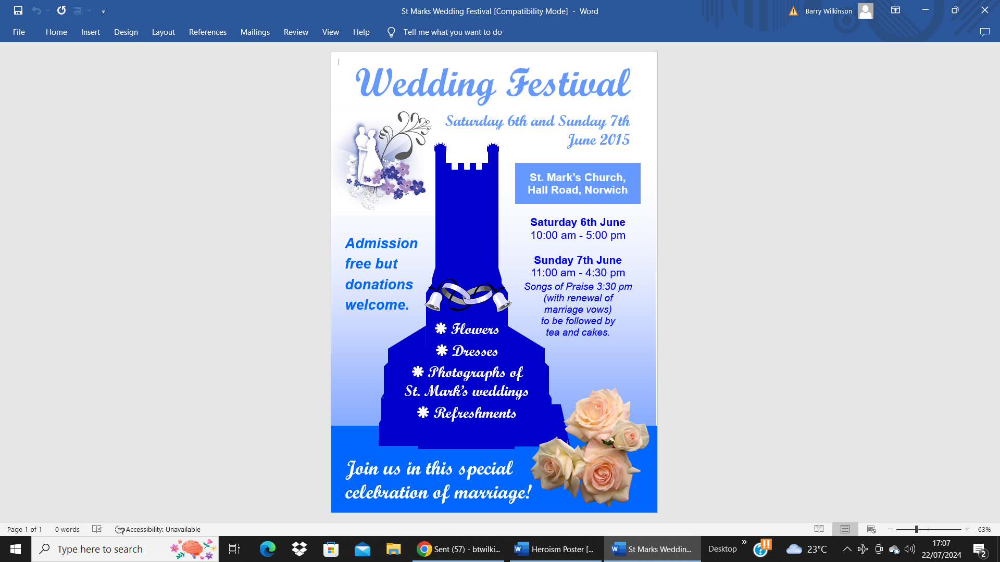 St Marks Wedding Festival [Compatibility Mode] - Word
Barry Wilkinson
File Home Insert Design Layout References Mailings Review View Help Tell me what you want to do
Wedding Festival
Saturday 6th and Sunday 7th
June 2015
St. Mark's Church,
Hall Road, Norwich
Saturday 6th June
10:00 am - 5:00 pm
Sunday 7th June
11:00 am - 4:30 pm
Songs of Praise 3:30 pm
(with renewal of
marriage vows)
to be followed by
tea and cakes.
Admission
free but
donations
welcome.
✱ Flowers
✱ Dresses
✱ Photographs of
St. Mark's weddings
✱ Refreshments
Join us in this special
celebration of marriage!
Page 1 of 1 0 words Accessibility: Unavailable 63%
Type here to search
Sent (57) - btwilki...
Heroism Poster [...
St Marks Weddin...
Desktop
23°C
17:07
22/07/2024
2